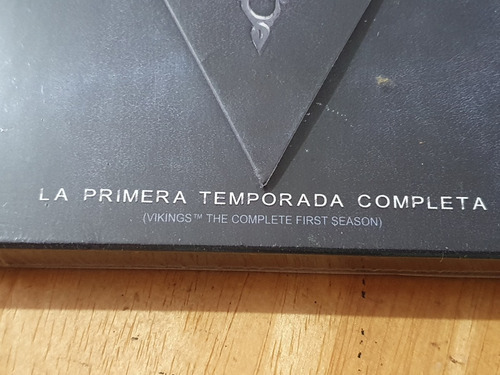 LA PRIMERA TEMPORADA COMPLETA
(VIKINGS™ THE COMPLETE FIRST SEASON)